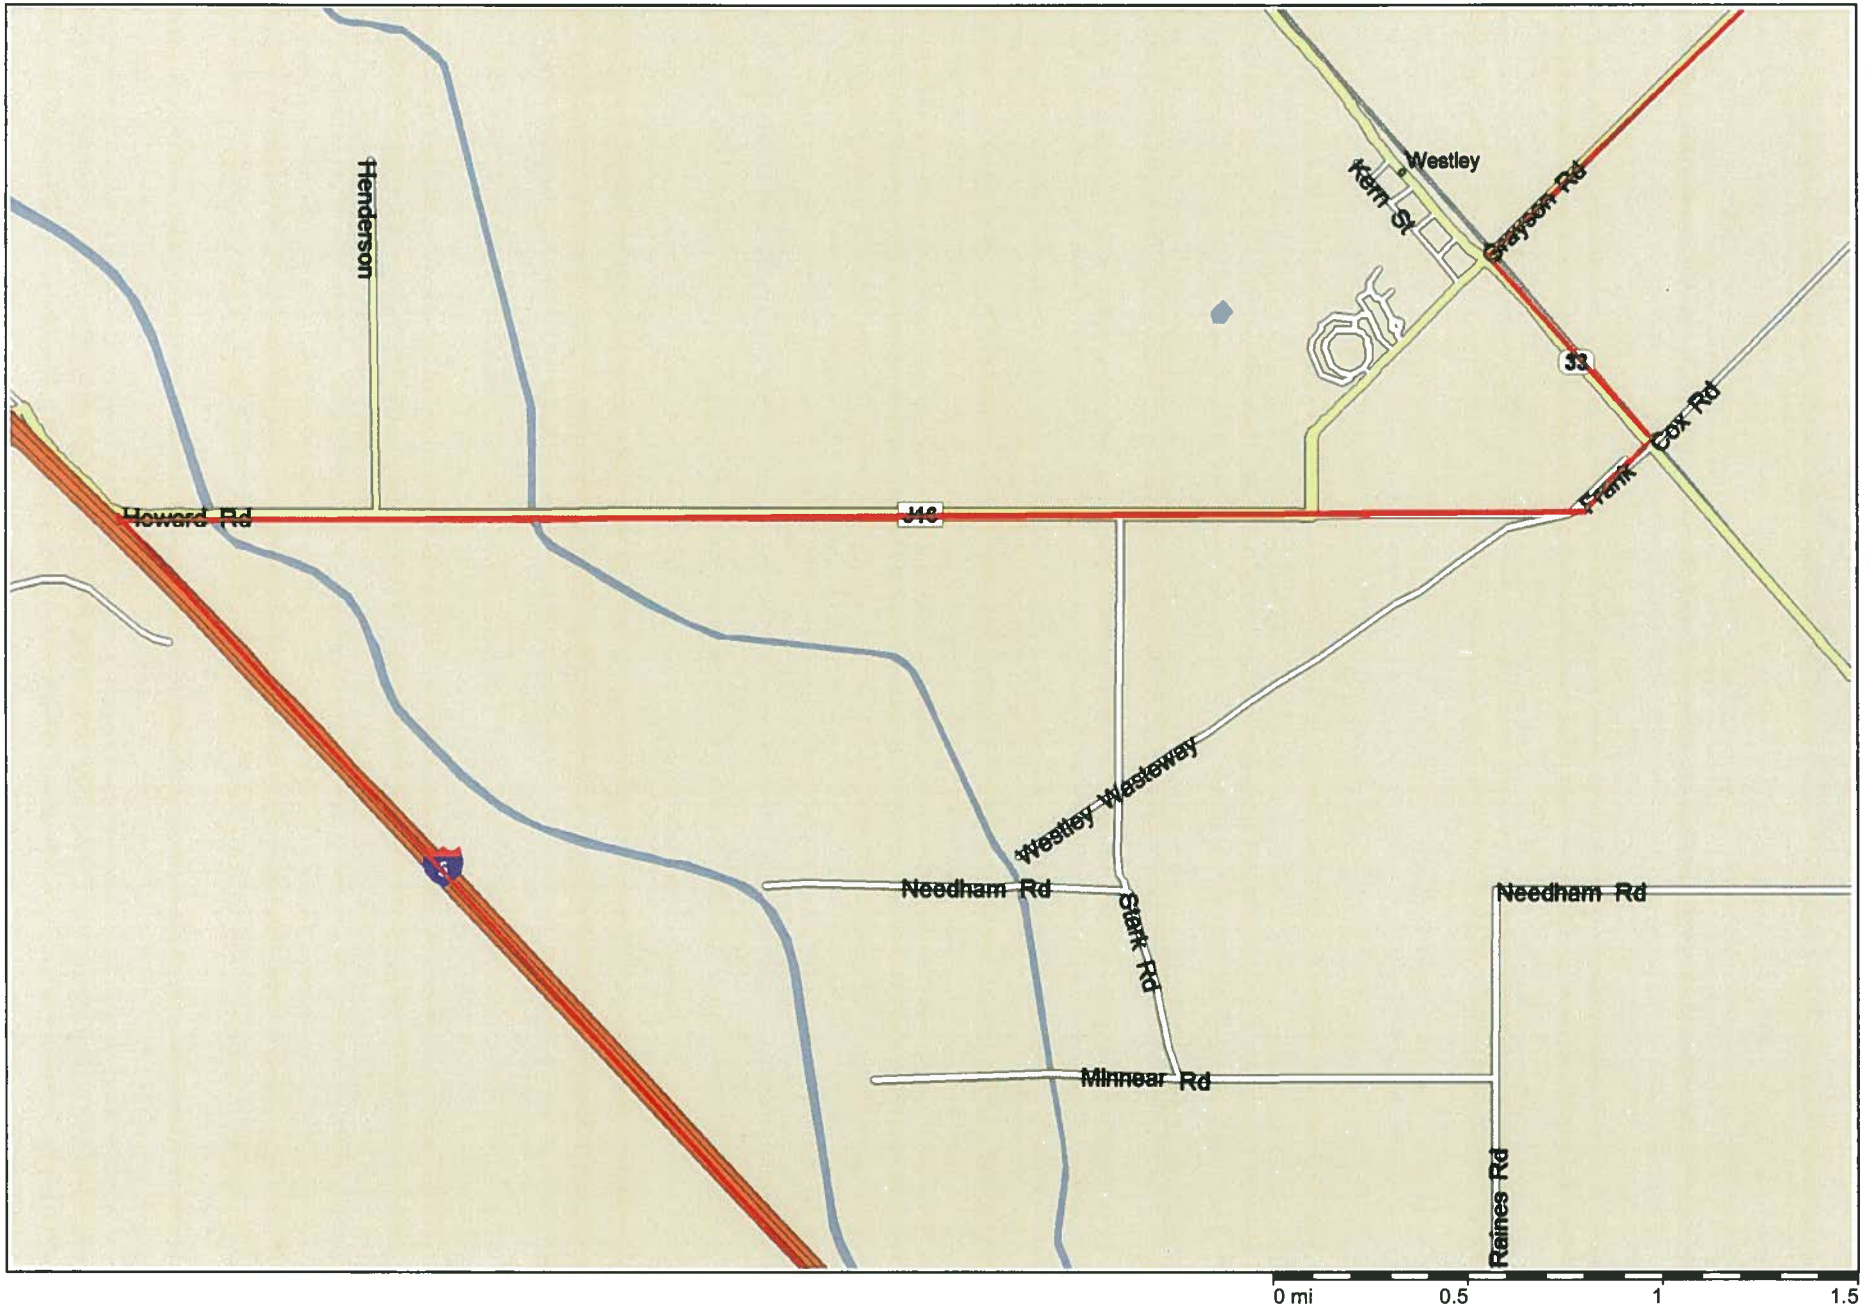 Westley
Kern St
Grayson Rd
Henderson
33
Cox Rd
Frank
Howard Rd
J16
Westley Wasteway
5
Needham Rd
Needham Rd
Stark Rd
Minnear Rd
Raines Rd
0 mi 0.5 1 1.5